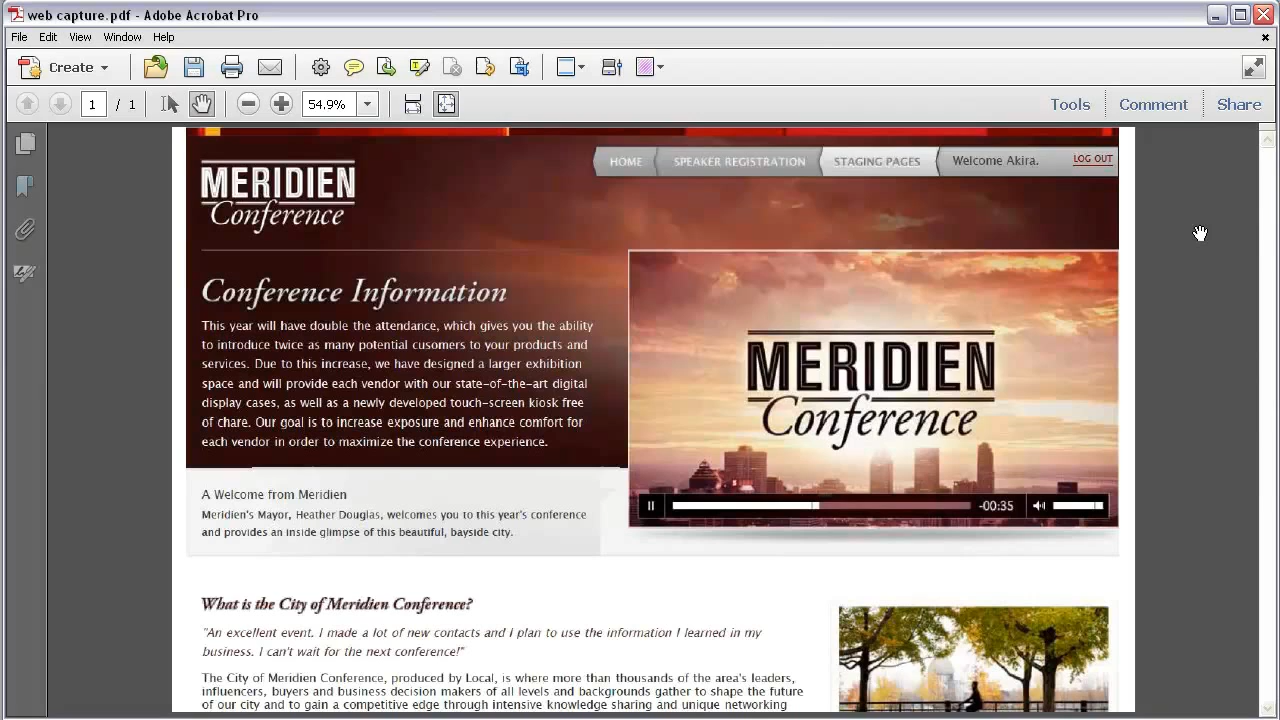 web capture.pdf - Adobe Acrobat Pro
File Edit View Window Help
Create
1 / 1 54.9% Tools Comment Share
HOME SPEAKER REGISTRATION STAGING PAGES Welcome Akira. LOG OUT
MERIDIEN
Conference
Conference Information
This year will have double the attendance, which gives you the ability
to introduce twice as many potential cusomers to your products and
services. Due to this increase, we have designed a larger exhibition
space and will provide each vendor with our state-of-the-art digital
display cases, as well as a newly developed touch-screen kiosk free
of chare. Our goal is to increase exposure and enhance comfort for
each vendor in order to maximize the conference experience.
MERIDIEN
Conference
-00:35
A Welcome from Meridien
Meridien's Mayor, Heather Douglas, welcomes you to this year's conference
and provides an inside glimpse of this beautiful, bayside city.
What is the City of Meridien Conference?
"An excellent event. I made a lot of new contacts and I plan to use the information I learned in my
business. I can't wait for the next conference!"
The City of Meridien Conference, produced by Local, is where more than thousands of the area's leaders,
influencers, buyers and business decision makers of all levels and backgrounds gather to shape the future
of our city and to gain a competitive edge through intensive knowledge sharing and unique networking